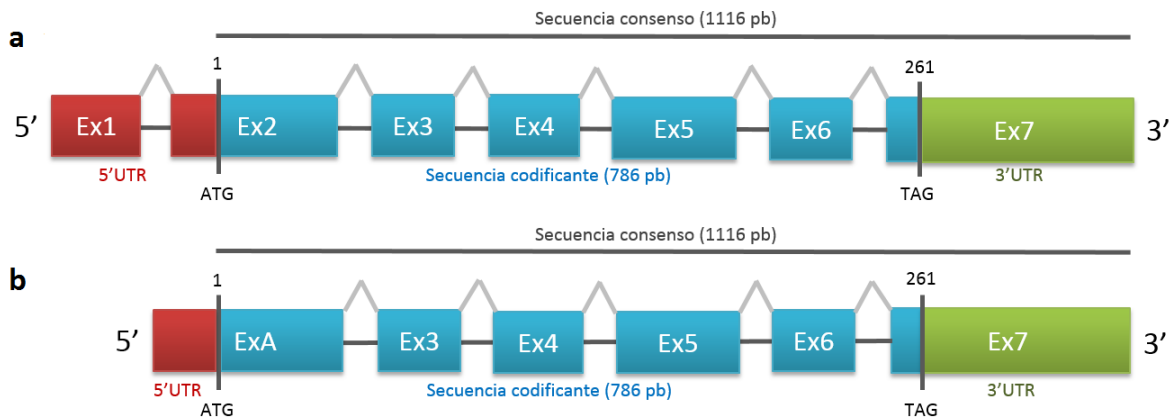 Secuencia consenso (1116 pb)
a
1
261
5’
Ex1
Ex2
Ex3
Ex4
Ex5
Ex6
Ex7
3’
5’UTR
Secuencia codificante (786 pb)
3’UTR
ATG
TAG
Secuencia consenso (1116 pb)
b
1
261
5’
ExA
Ex3
Ex4
Ex5
Ex6
Ex7
3’
5’UTR
Secuencia codificante (786 pb)
3’UTR
ATG
TAG